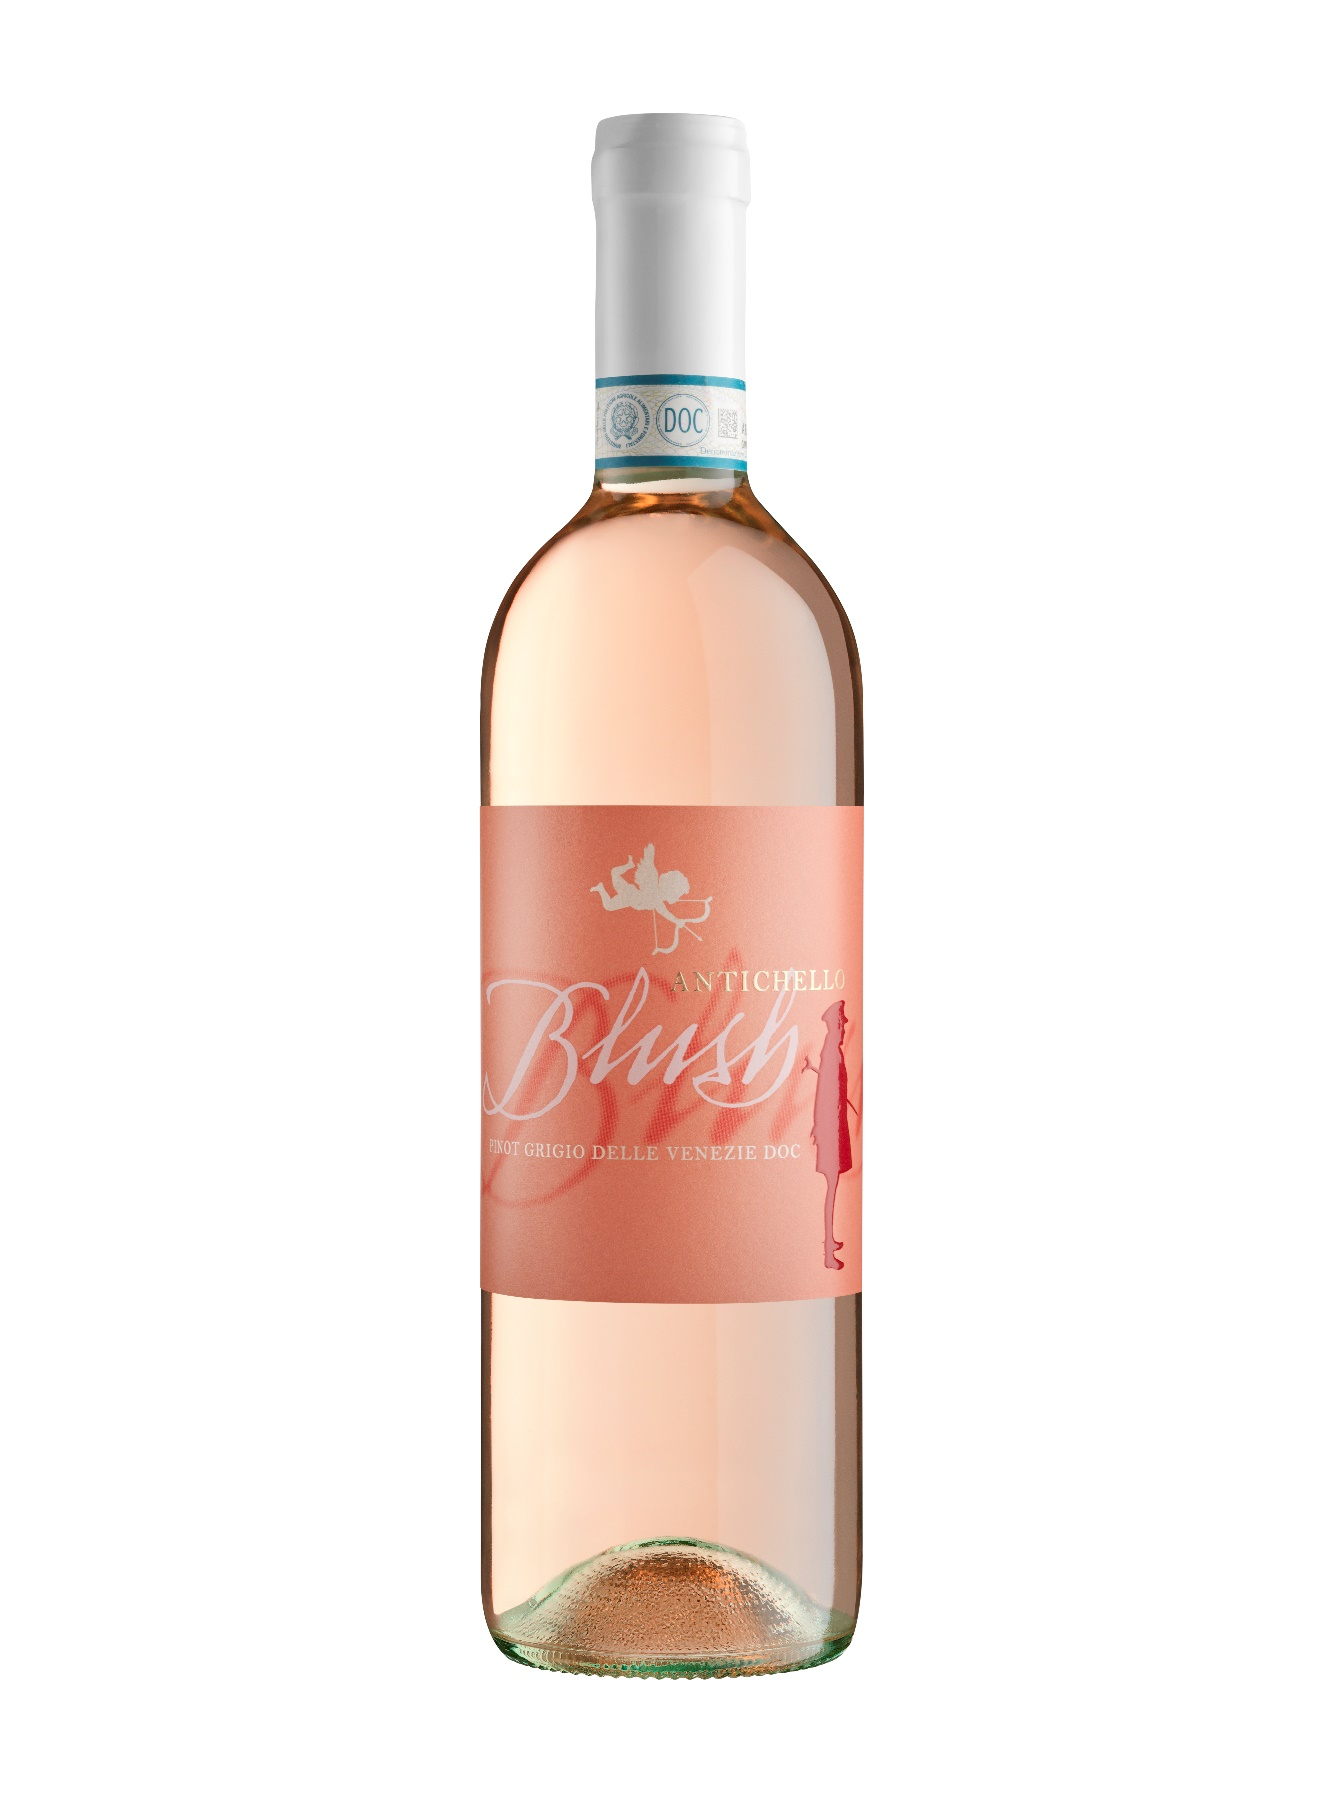 DOC
ANTICHELLO
Blush
PINOT GRIGIO DELLE VENEZIE DOC